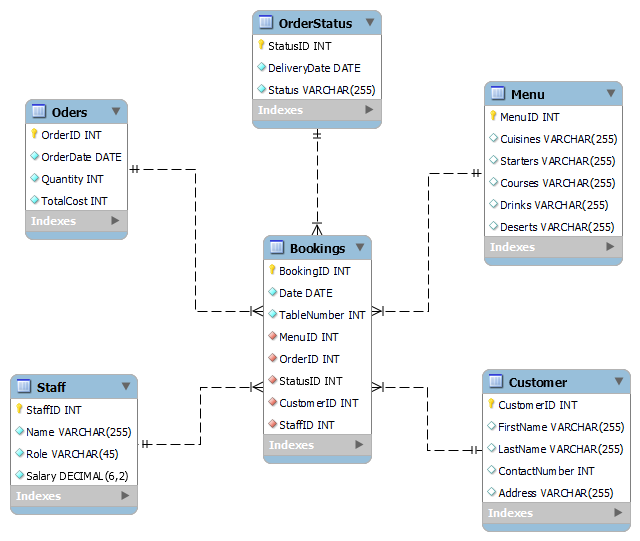 OrderStatus
StatusID INT
DeliveryDate DATE
Status VARCHAR(255)
Indexes
Oders
OrderID INT
OrderDate DATE
Quantity INT
TotalCost INT
Indexes
Menu
MenuID INT
Cuisines VARCHAR(255)
Starters VARCHAR(255)
Courses VARCHAR(255)
Drinks VARCHAR(255)
Deserts VARCHAR(255)
Indexes
Bookings
BookingID INT
Date DATE
TableNumber INT
MenuID INT
OrderID INT
StatusID INT
CustomerID INT
StaffID INT
Indexes
Staff
StaffID INT
Name VARCHAR(255)
Role VARCHAR(45)
Salary DECIMAL(6,2)
Indexes
Customer
CustomerID INT
FirstName VARCHAR(255)
LastName VARCHAR(255)
ContactNumber INT
Address VARCHAR(255)
Indexes